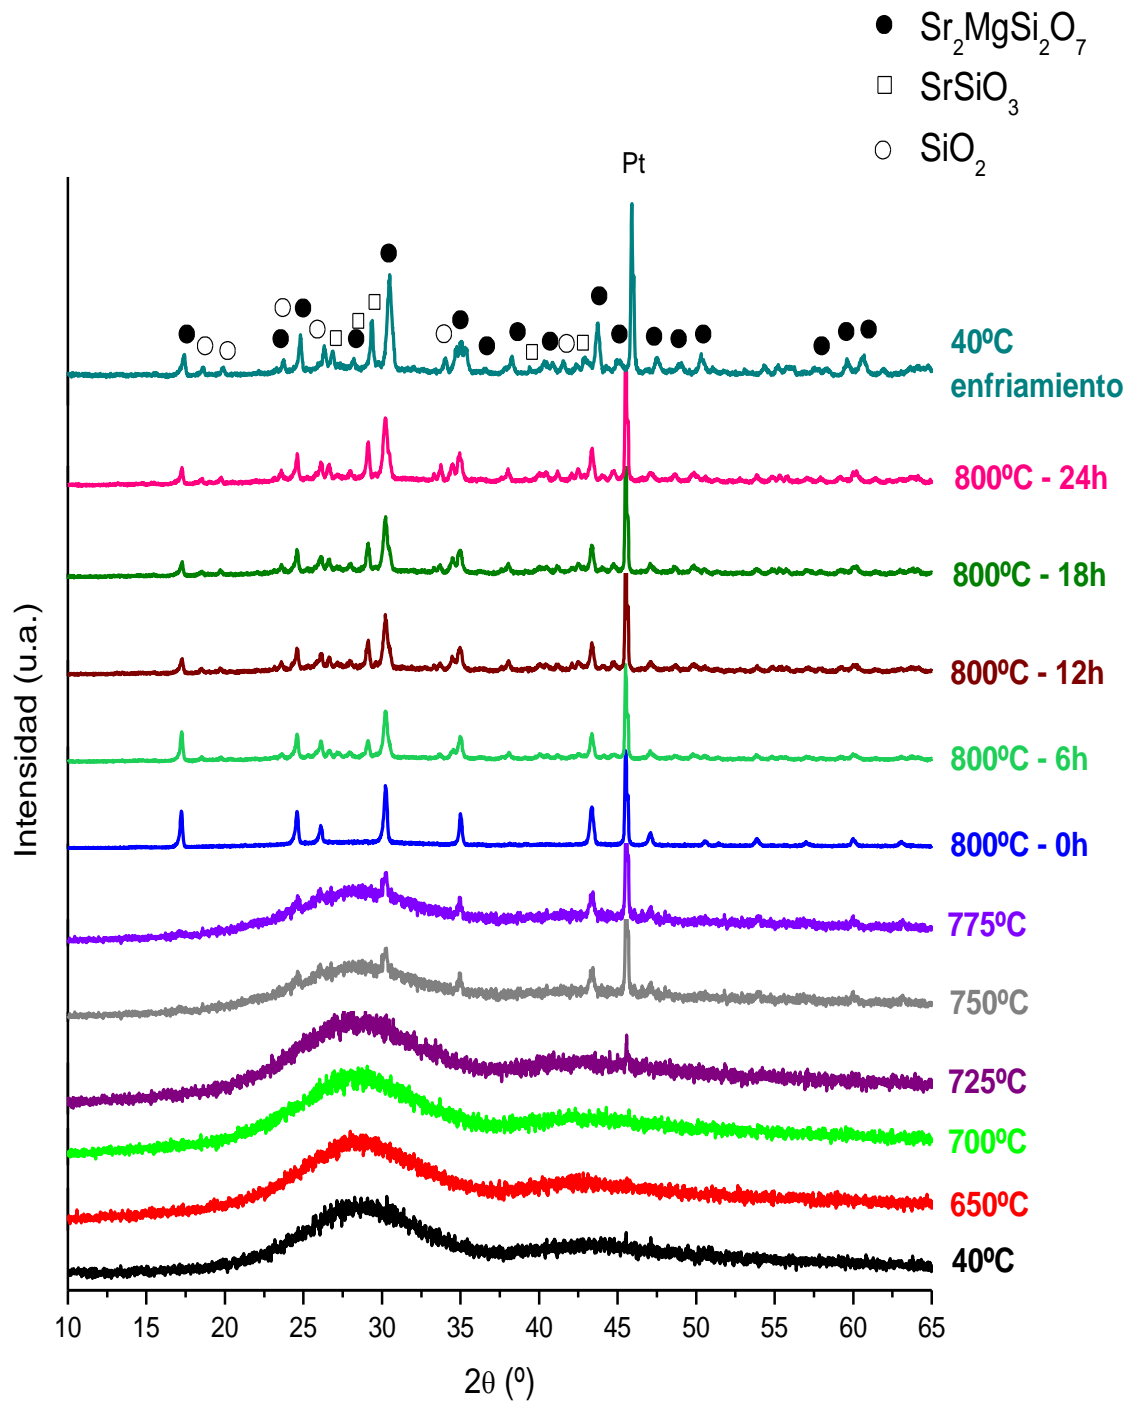 Sr₂MgSi₂O₇
SrSiO₃
SiO₂
Pt
40ºC
enfriamiento
800ºC - 24h
800ºC - 18h
800ºC - 12h
800ºC - 6h
800ºC - 0h
775ºC
750ºC
725ºC
700ºC
650ºC
40ºC
Intensidad (u.a.)
10 15 20 25 30 35 40 45 50 55 60 65
2θ (º)